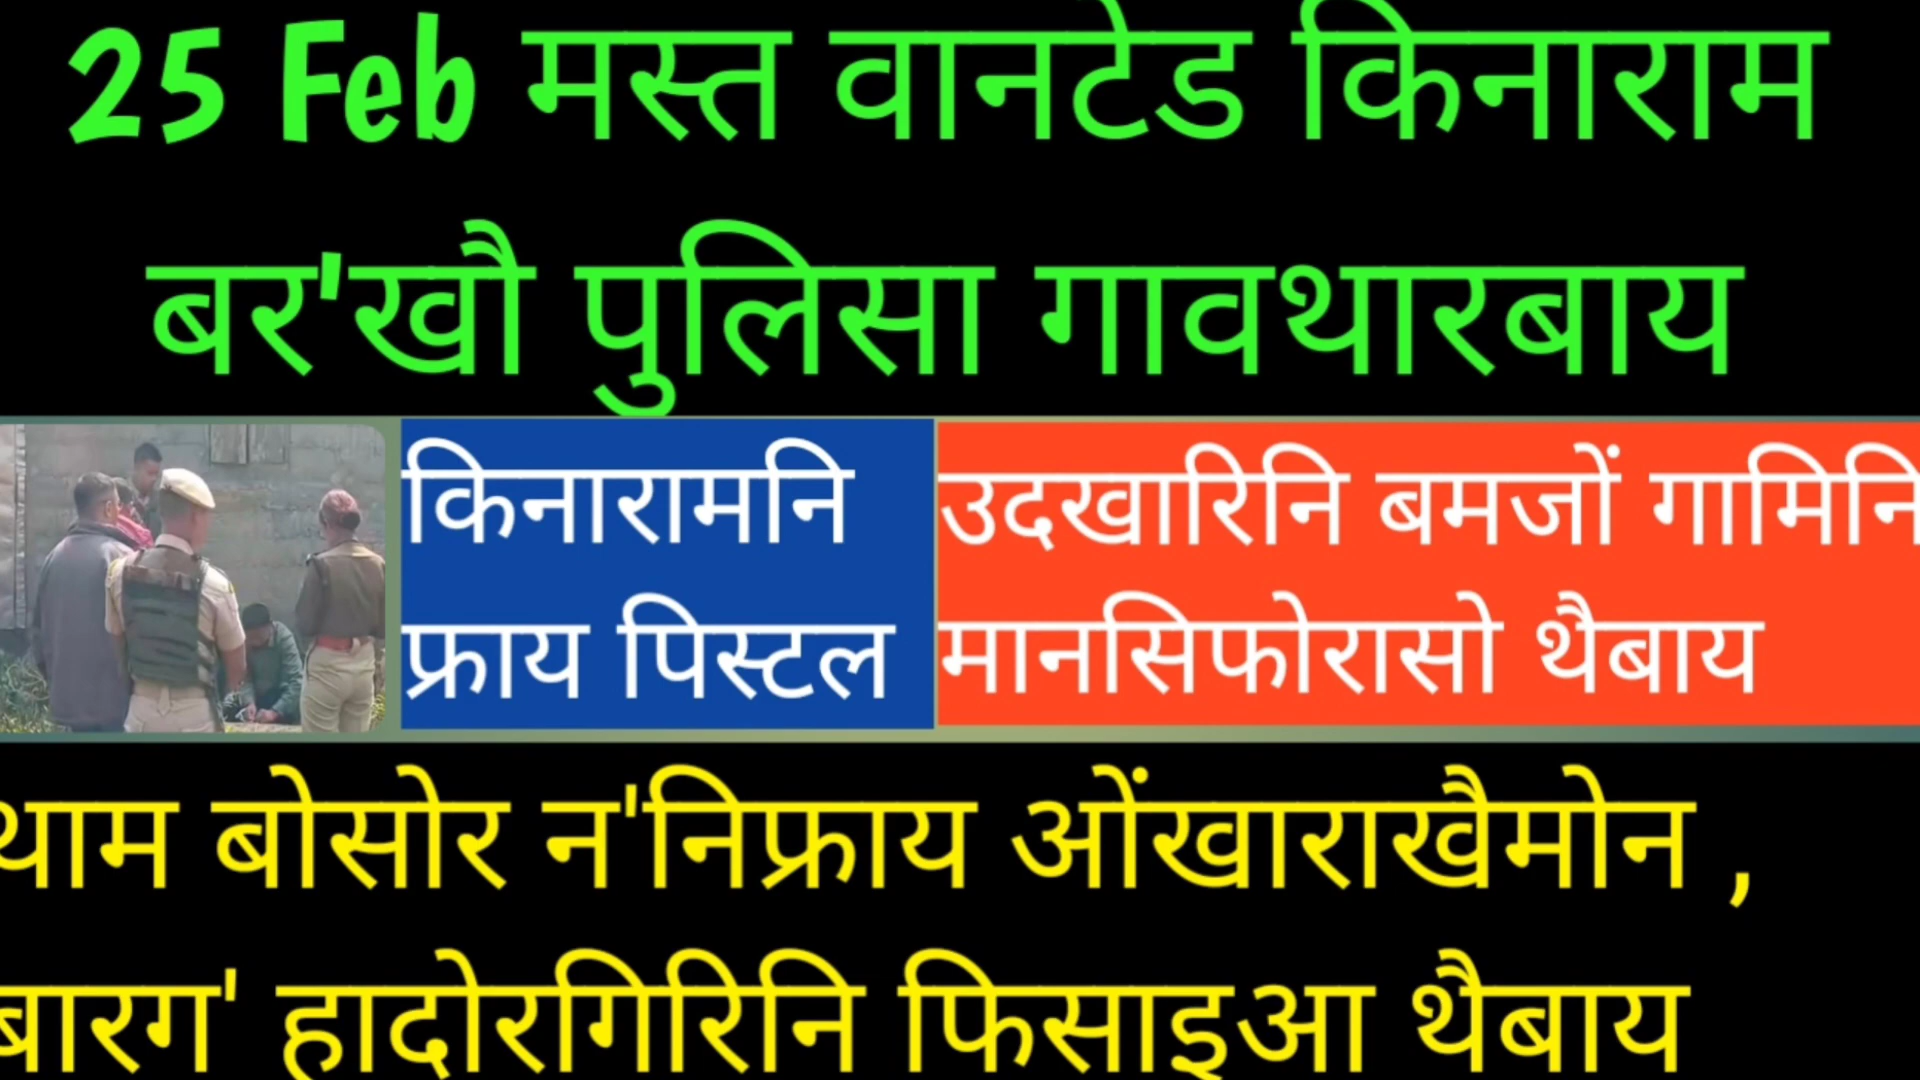 25 Feb मस्त वानटेड किनाराम
बर'खौ पुलिसा गावथारबाय
किनारामनि
फ्राय पिस्टल
उदखारिनि बमजों गामिनि
मानसिफोरासो थैबाय
थाम बोसोर न'निफ्राय ओंखाराखैमोन ,
बारग' हादोरगिरिनि फिसाइआ थैबाय